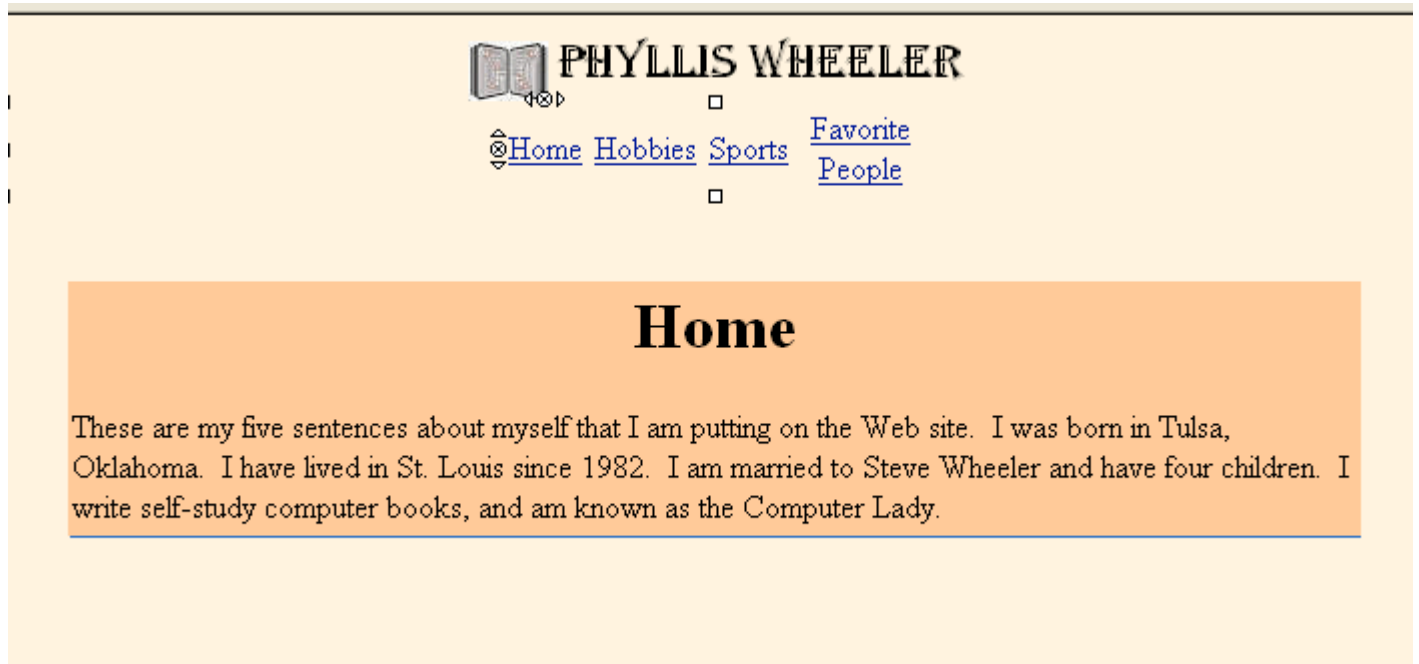 PHYLLIS WHEELER
Home Hobbies Sports Favorite People
Home
These are my five sentences about myself that I am putting on the Web site.  I was born in Tulsa,
Oklahoma.  I have lived in St. Louis since 1982.  I am married to Steve Wheeler and have four children.  I
write self-study computer books, and am known as the Computer Lady.